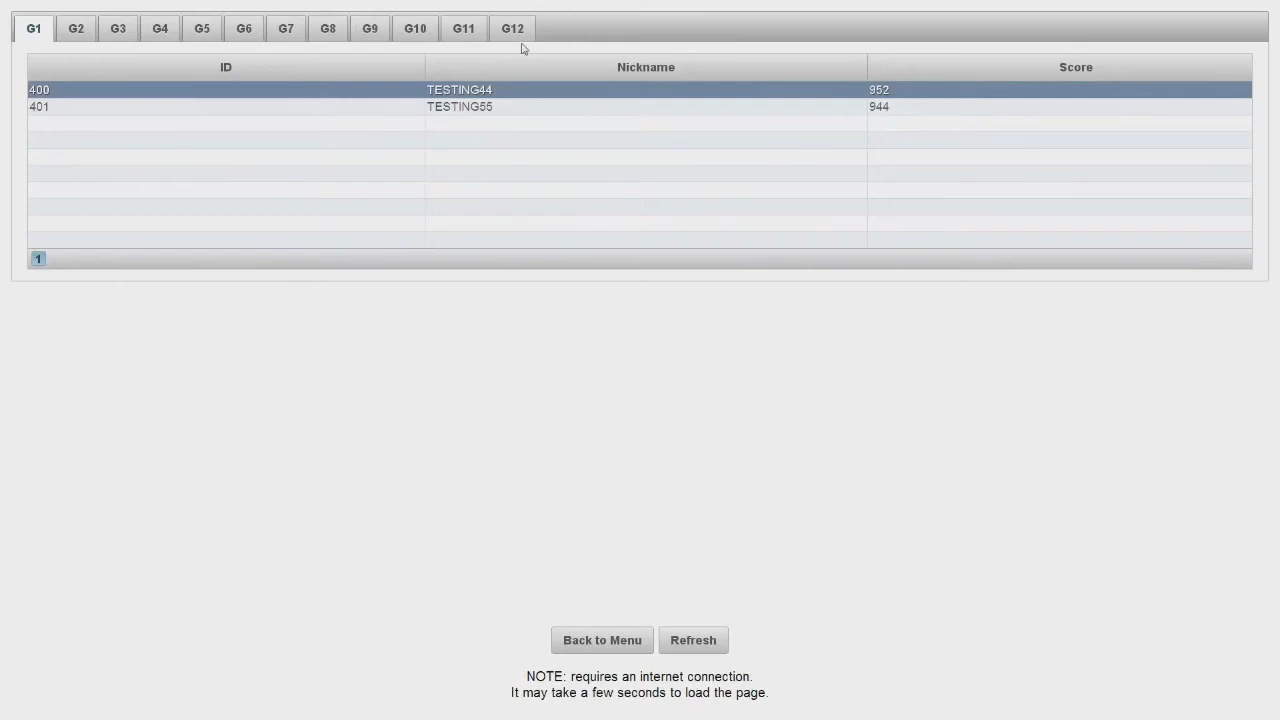 G1 G2 G3 G4 G5 G6 G7 G8 G9 G10 G11 G12
ID Nickname Score
400 TESTING44 952
401 TESTING55 944
1
Back to Menu Refresh
NOTE: requires an internet connection.
It may take a few seconds to load the page.